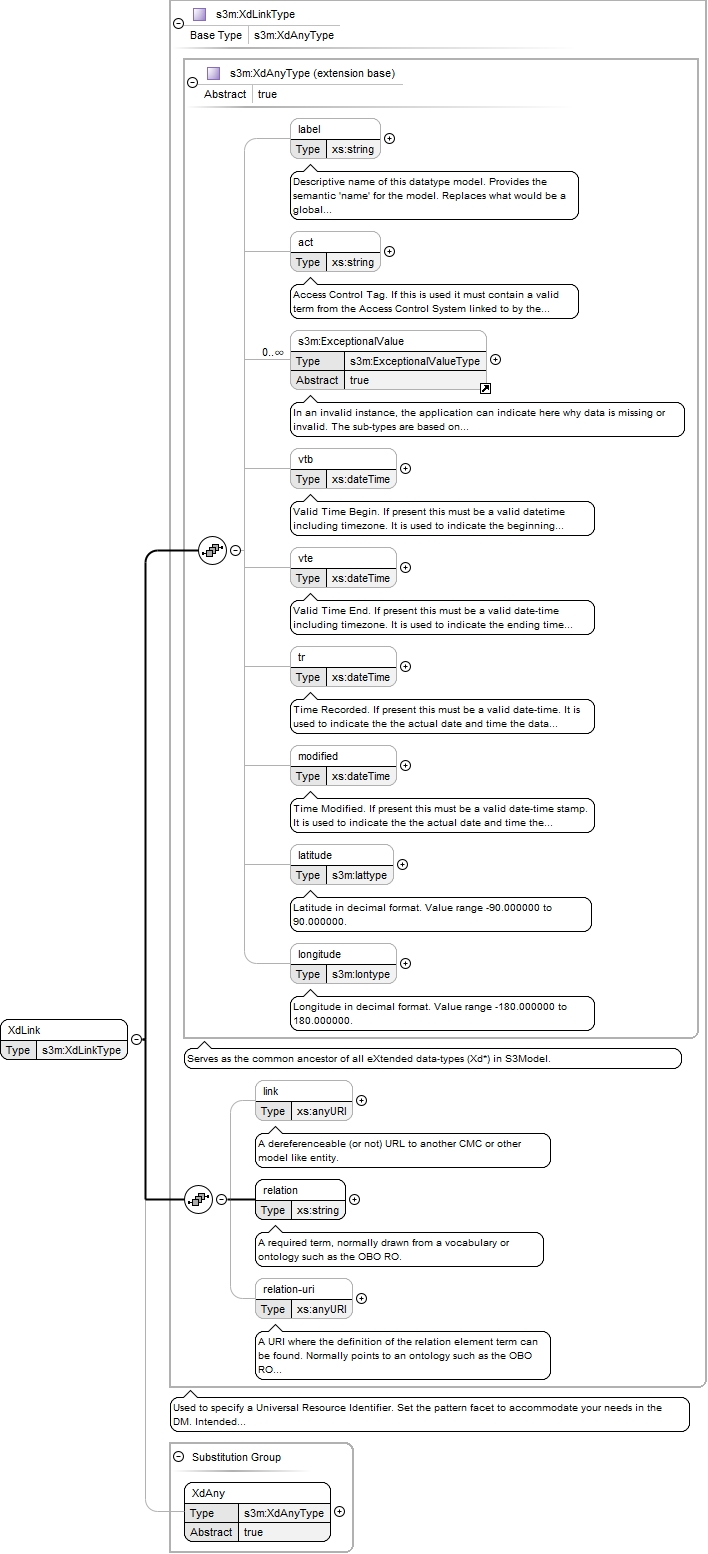 s3m:XdLinkType
Base Type s3m:XdAnyType
s3m:XdAnyType (extension base)
Abstract true
label
Type xs:string
Descriptive name of this datatype model. Provides the
semantic 'name' for the model. Replaces what would be a
global...
act
Type xs:string
Access Control Tag. If this is used it must contain a valid
term from the Access Control System linked to by the...
0..∞
s3m:ExceptionalValue
Type s3m:ExceptionalValueType
Abstract true
In an invalid instance, the application can indicate here why data is missing or
invalid. The sub-types are based on...
vtb
Type xs:dateTime
Valid Time Begin. If present this must be a valid datetime
including timezone. It is used to indicate the beginning...
vte
Type xs:dateTime
Valid Time End. If present this must be a valid date-time
including timezone. It is used to indicate the ending time...
tr
Type xs:dateTime
Time Recorded. If present this must be a valid date-time. It is
used to indicate the the actual date and time the data...
modified
Type xs:dateTime
Time Modified. If present this must be a valid date-time stamp.
It is used to indicate the the actual date and time the...
latitude
Type s3m:lattype
Latitude in decimal format. Value range -90.000000 to
90.000000.
longitude
Type s3m:lontype
Longitude in decimal format. Value range -180.000000 to
180.000000.
XdLink
Type s3m:XdLinkType
Serves as the common ancestor of all eXtended data-types (Xd*) in S3Model.
link
Type xs:anyURI
A dereferenceable (or not) URL to another CMC or other
model like entity.
relation
Type xs:string
A required term, normally drawn from a vocabulary or
ontology such as the OBO RO.
relation-uri
Type xs:anyURI
A URI where the definition of the relation element term can
be found. Normally points to an ontology such as the OBO
RO...
Used to specify a Universal Resource Identifier. Set the pattern facet to accommodate your needs in the
DM. Intended...
Substitution Group
XdAny
Type s3m:XdAnyType
Abstract true